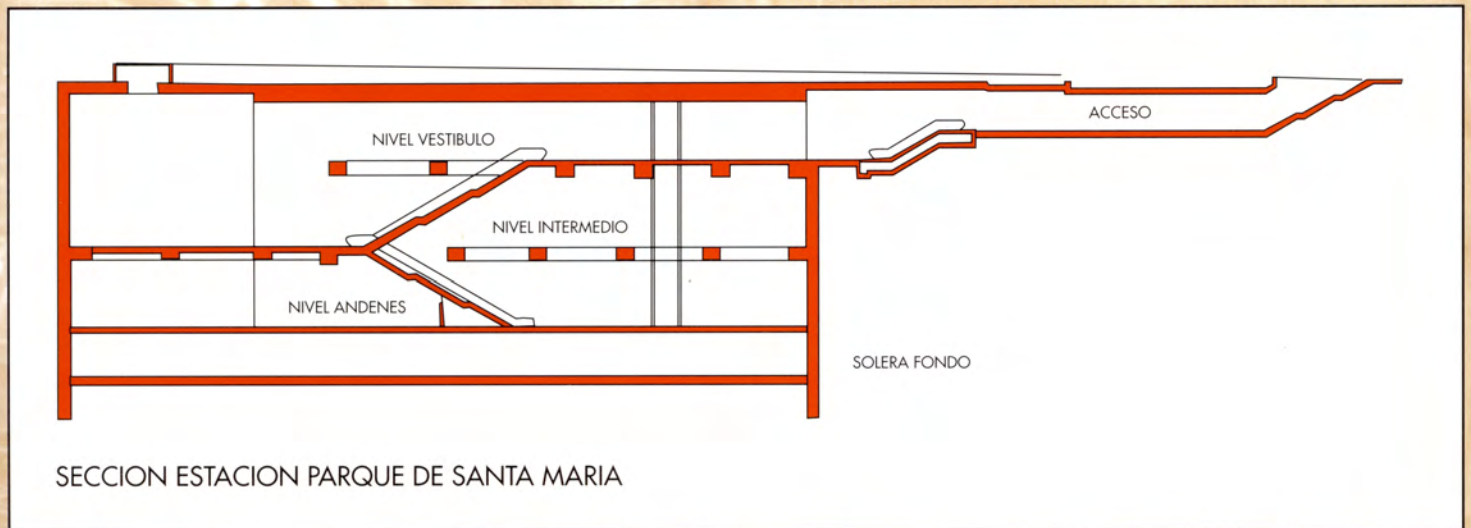 ACCESO
NIVEL VESTIBULO
NIVEL INTERMEDIO
NIVEL ANDENES
SOLERA FONDO
SECCION ESTACION PARQUE DE SANTA MARIA